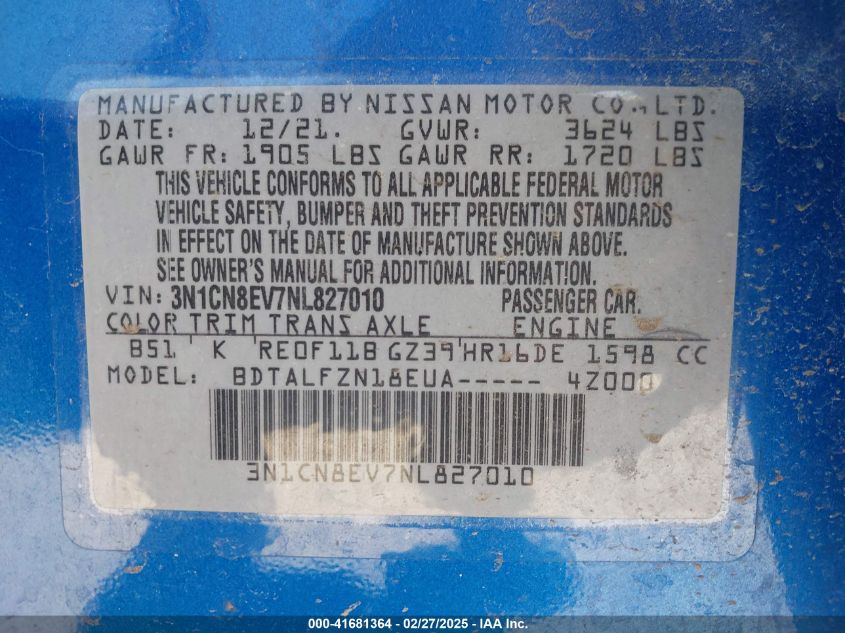 MANUFACTURED BY NISSAN MOTOR CO., LTD.
DATE: 12/21. GVWR: 3624 LBS
GAWR FR: 1905 LBS GAWR RR: 1720 LBS
THIS VEHICLE CONFORMS TO ALL APPLICABLE FEDERAL MOTOR
VEHICLE SAFETY, BUMPER AND THEFT PREVENTION STANDARDS
IN EFFECT ON THE DATE OF MANUFACTURE SHOWN ABOVE.
SEE OWNER'S MANUAL FOR ADDITIONAL INFORMATION.
VIN: 3N1CN8EV7NL827010 PASSENGER CAR.
COLOR TRIM TRANS AXLE ENGINE
B51 K RE0F11B GZ39 HR16DE 1598 CC
MODEL: BDTALFZN18EUA----- 4Z000
3N1CN8EV7NL827010
000-41681364 - 02/27/2025 - IAA Inc.